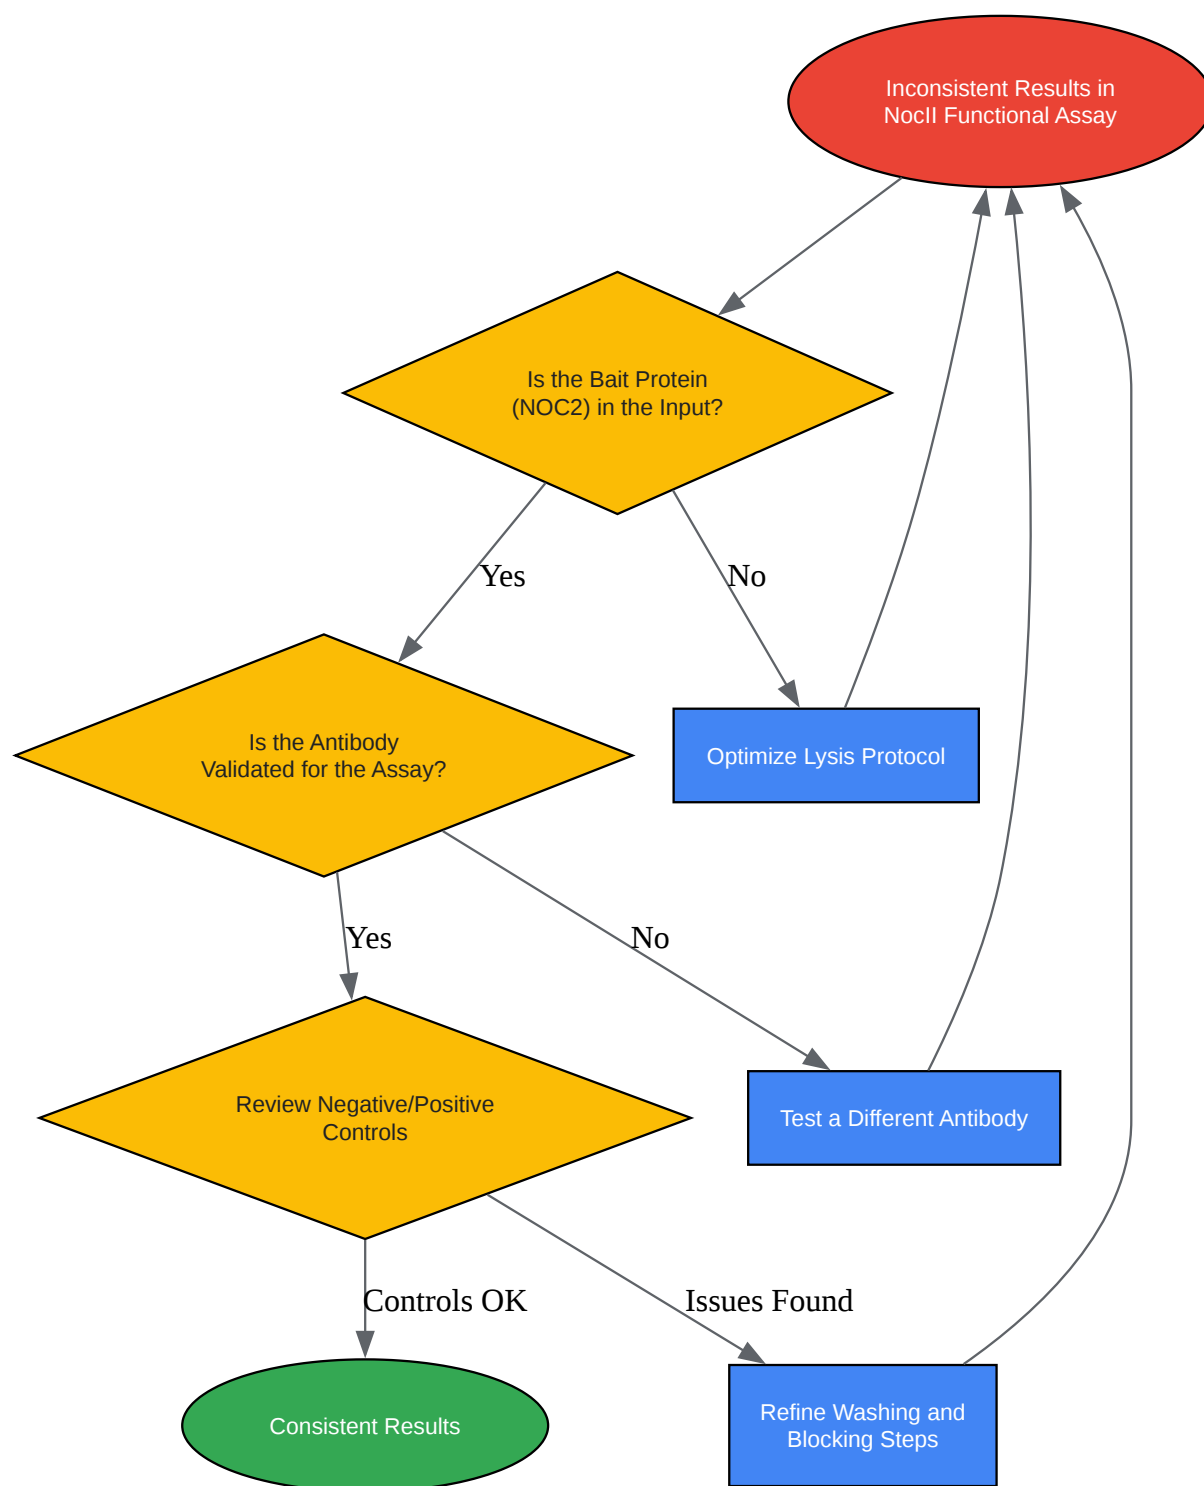 Inconsistent Results in
NocII Functional Assay
Is the Bait Protein
(NOC2) in the Input?
Yes
No
Is the Antibody
Validated for the Assay?
Optimize Lysis Protocol
Yes
No
Review Negative/Positive
Controls
Test a Different Antibody
Controls OK
Issues Found
Consistent Results
Refine Washing and
Blocking Steps